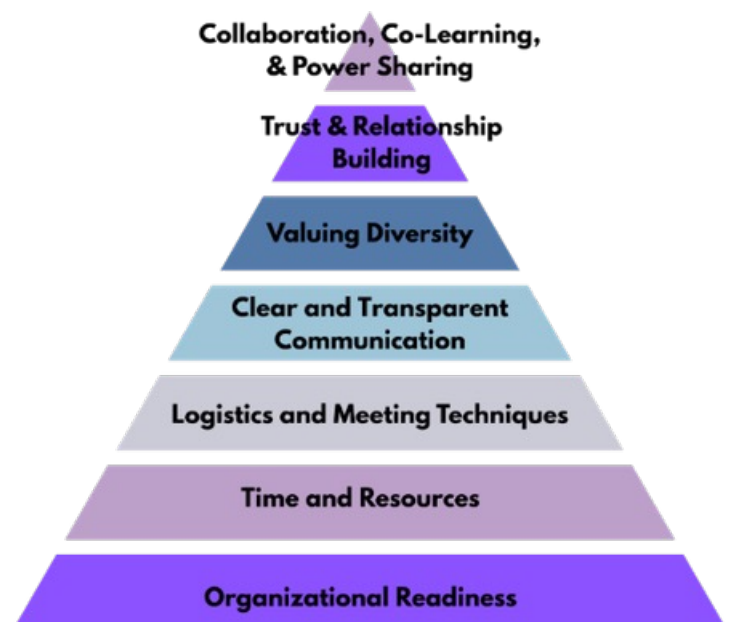 Collaboration, Co-Learning,
& Power Sharing
Trust & Relationship
Building
Valuing Diversity
Clear and Transparent
Communication
Logistics and Meeting Techniques
Time and Resources
Organizational Readiness